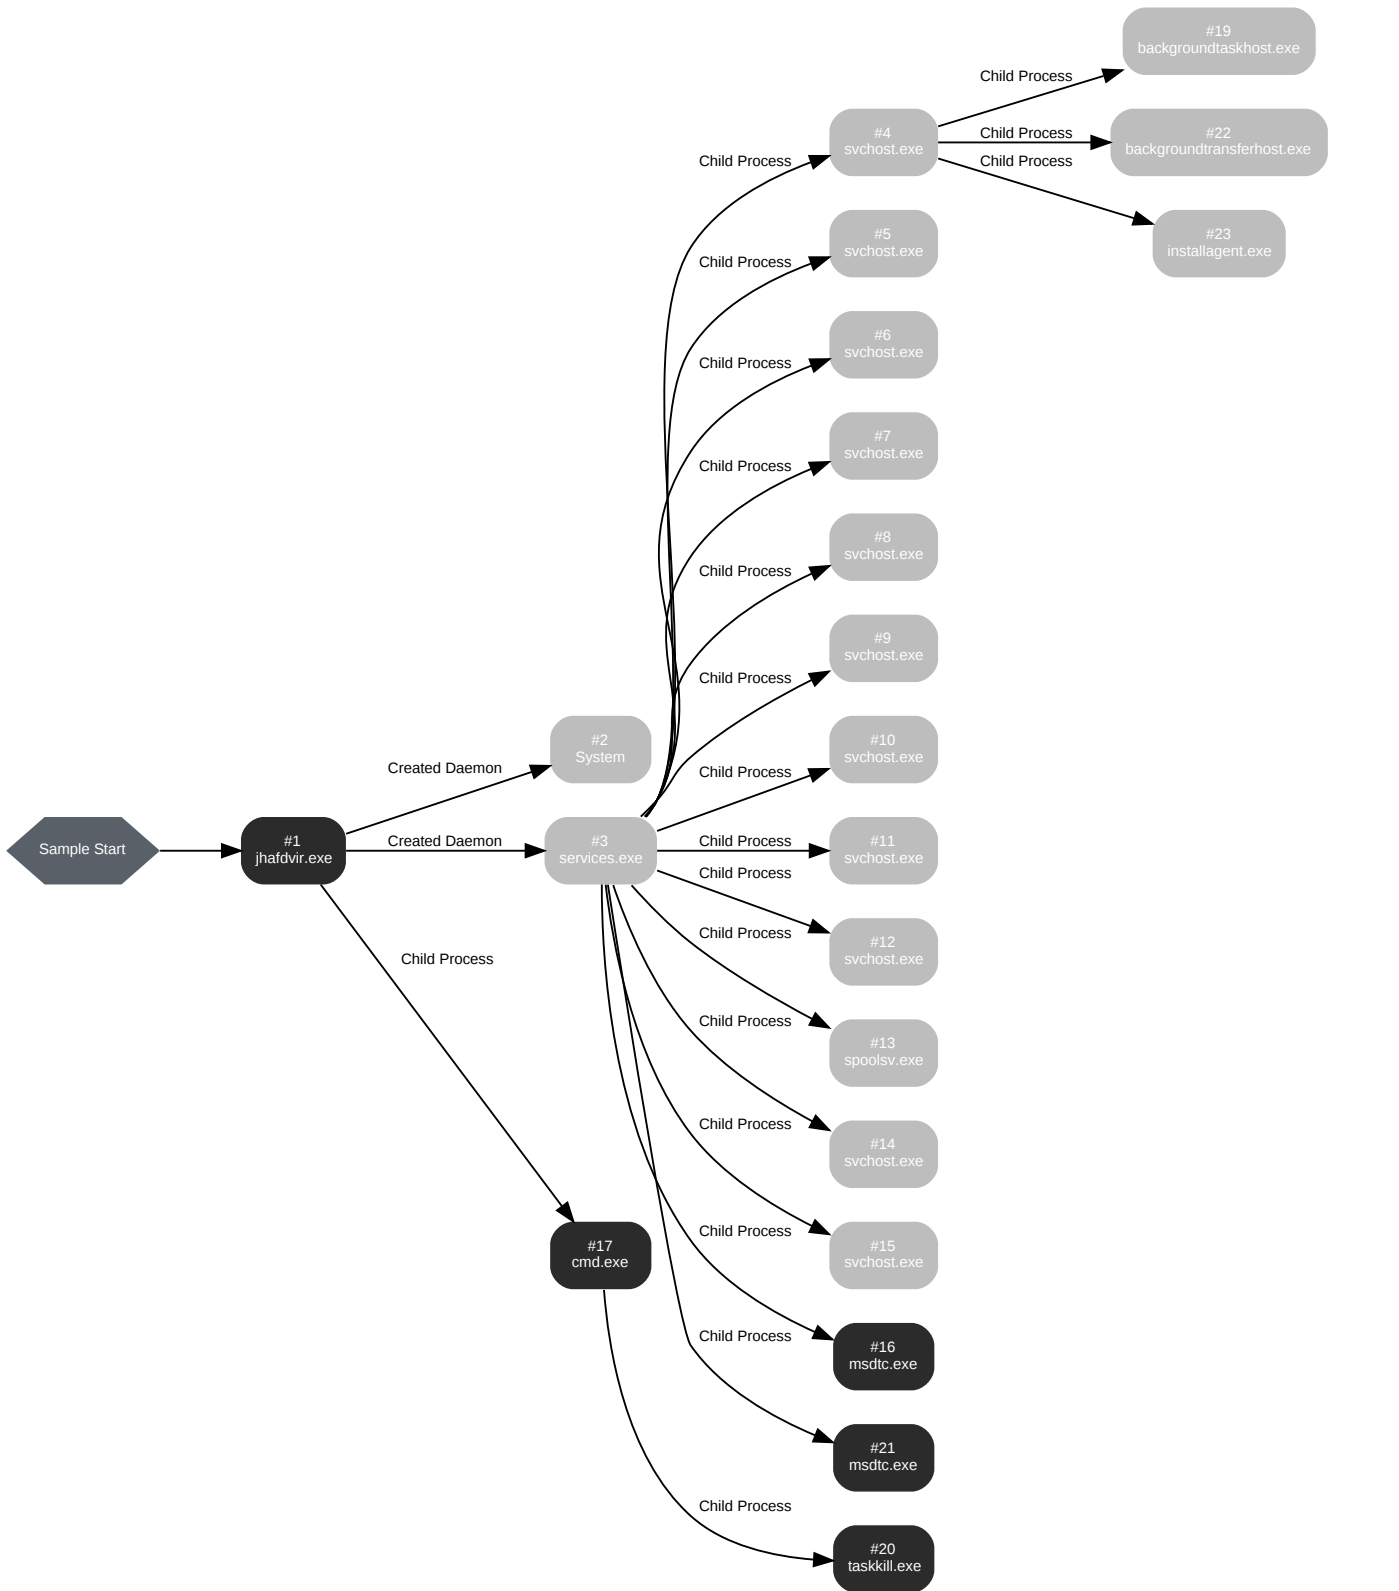 #19
backgroundtaskhost.exe
Child Process
#4
svchost.exe
Child Process
#22
backgroundtransferhost.exe
Child Process
Child Process
#23
installagent.exe
#5
svchost.exe
Child Process
#6
svchost.exe
Child Process
#7
svchost.exe
Child Process
#8
svchost.exe
Child Process
#9
svchost.exe
Child Process
#10
svchost.exe
Child Process
#2
System
Created Daemon
Sample Start
#1
jhafdvir.exe
Created Daemon
#3
services.exe
Child Process
#11
svchost.exe
Child Process
#12
svchost.exe
Child Process
Child Process
#13
spoolsv.exe
Child Process
#14
svchost.exe
Child Process
#15
svchost.exe
Child Process
#17
cmd.exe
#16
msdtc.exe
Child Process
#21
msdtc.exe
Child Process
#20
taskkill.exe